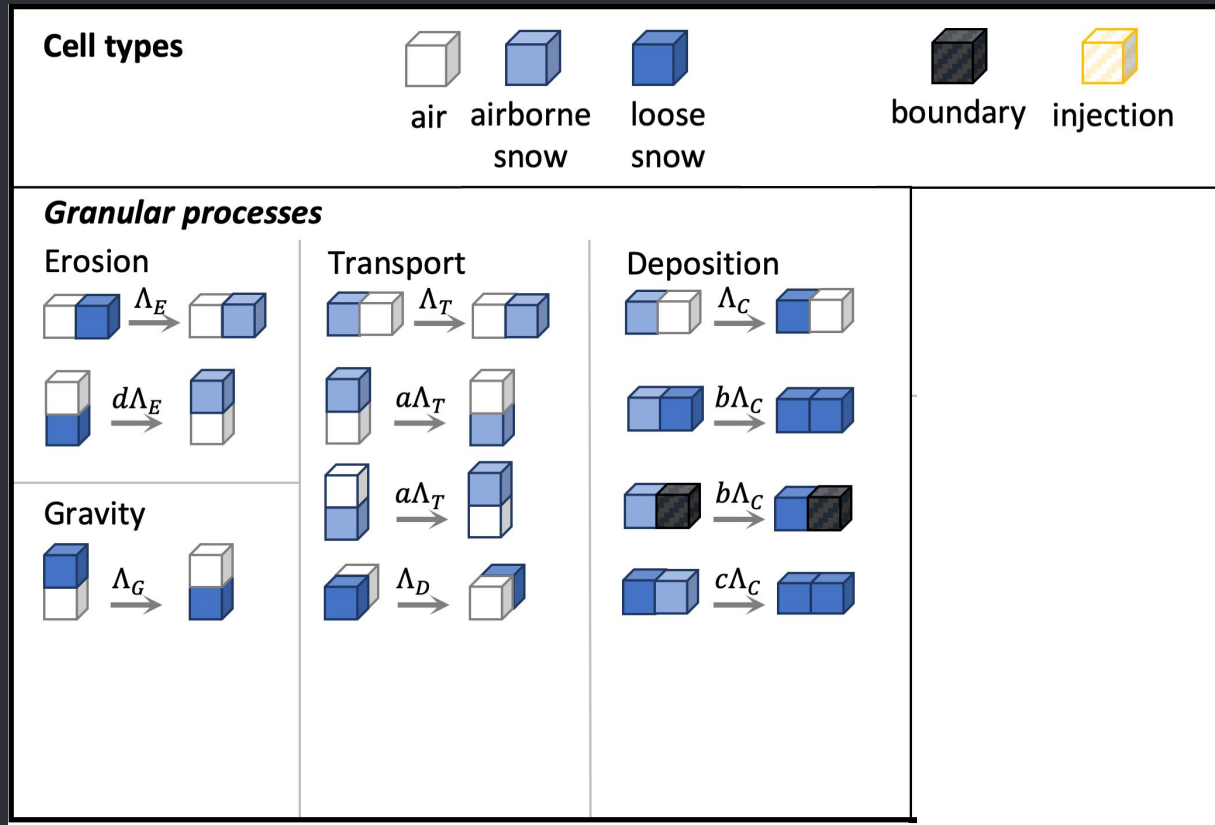 Cell types
air airborne snow loose snow boundary injection
Granular processes
Erosion
Λ_E
dΛ_E
Gravity
Λ_G
Transport
Λ_T
aΛ_T
aΛ_T
Λ_D
Deposition
Λ_C
bΛ_C
bΛ_C
cΛ_C